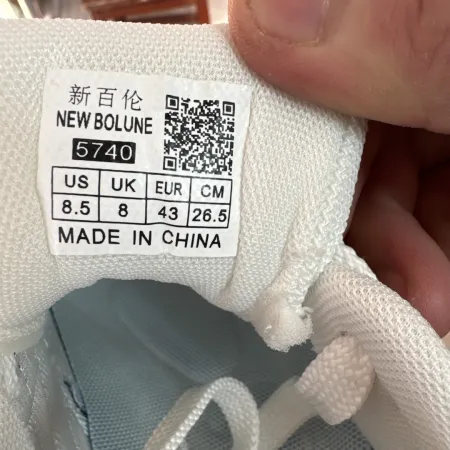 新百伦
NEW BOLUNE
5740
US UK EUR CM
8.5 8 43 26.5
MADE IN CHINA